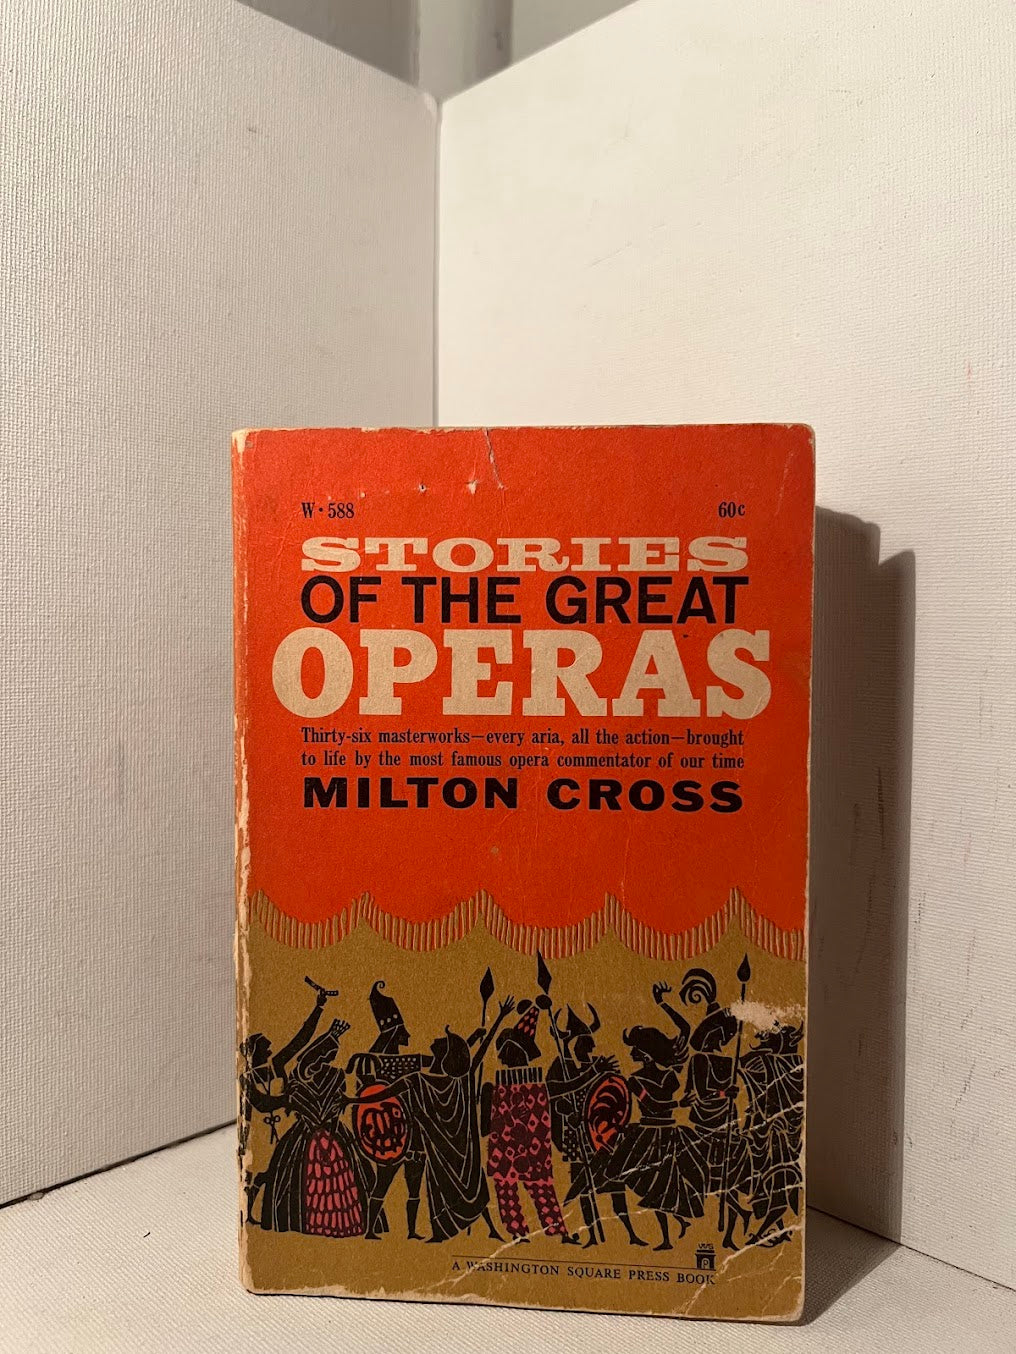 W • 588 60c
STORIES
OF THE GREAT
OPERAS
Thirty-six masterworks—every aria, all the action—brought
to life by the most famous opera commentator of our time
MILTON CROSS
A WASHINGTON SQUARE PRESS BOOK